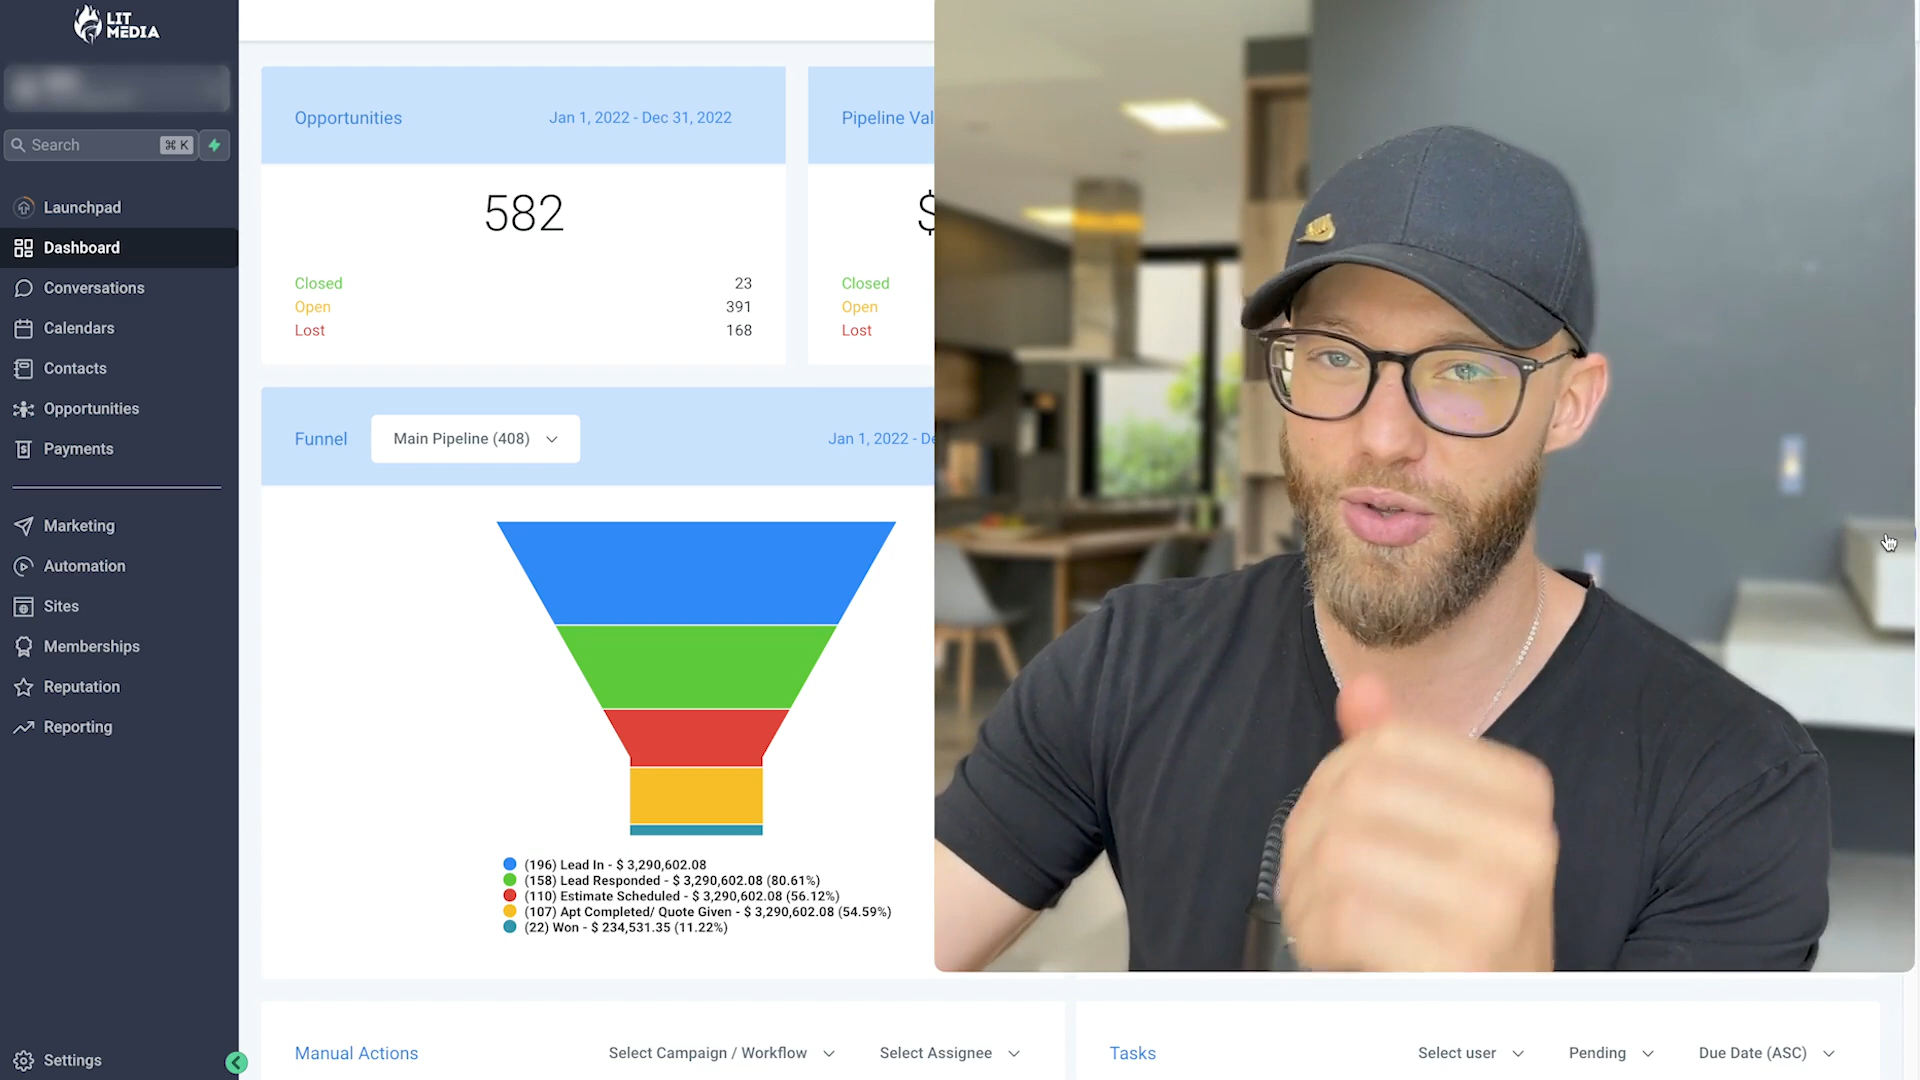 LIT
MEDIA
Search ⌘ K
Launchpad
Dashboard
Conversations
Calendars
Contacts
Opportunities
Payments
Marketing
Automation
Sites
Memberships
Reputation
Reporting
Settings
Opportunities Jan 1, 2022 - Dec 31, 2022
582
Closed 23
Open 391
Lost 168
Pipeline Val
$
Closed
Open
Lost
Funnel Main Pipeline (408) Jan 1, 2022 - De
(196) Lead In - $ 3,290,602.08
(158) Lead Responded - $ 3,290,602.08 (80.61%)
(110) Estimate Scheduled - $ 3,290,602.08 (56.12%)
(107) Apt Completed/ Quote Given - $ 3,290,602.08 (54.59%)
(22) Won - $ 234,531.35 (11.22%)
Manual Actions Select Campaign / Workflow Select Assignee
Tasks Select user Pending Due Date (ASC)